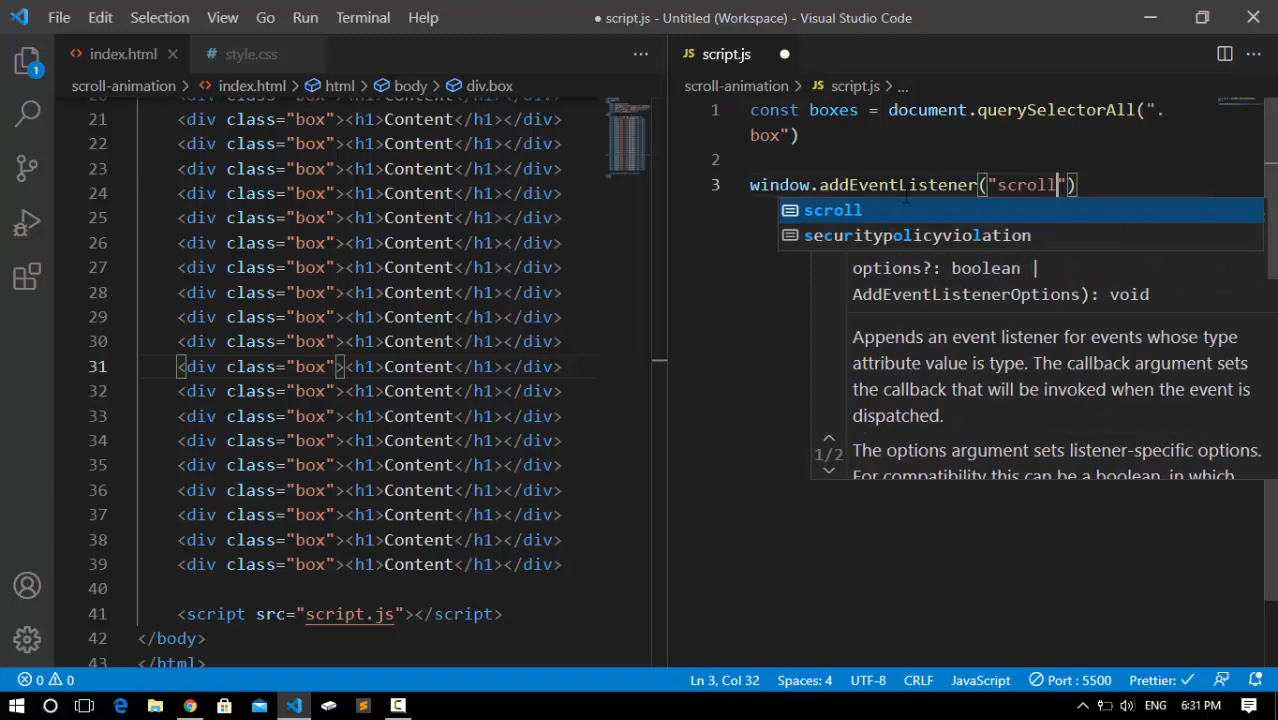 File Edit Selection View Go Run Terminal Help
● script.js - Untitled (Workspace) - Visual Studio Code
index.html
# style.css
JS script.js
scroll-animation > index.html > html > body > div.box
scroll-animation > JS script.js > ...
21 <div class="box"><h1>Content</h1></div>
22 <div class="box"><h1>Content</h1></div>
23 <div class="box"><h1>Content</h1></div>
24 <div class="box"><h1>Content</h1></div>
25 <div class="box"><h1>Content</h1></div>
26 <div class="box"><h1>Content</h1></div>
27 <div class="box"><h1>Content</h1></div>
28 <div class="box"><h1>Content</h1></div>
29 <div class="box"><h1>Content</h1></div>
30 <div class="box"><h1>Content</h1></div>
31 <div class="box"><h1>Content</h1></div>
32 <div class="box"><h1>Content</h1></div>
33 <div class="box"><h1>Content</h1></div>
34 <div class="box"><h1>Content</h1></div>
35 <div class="box"><h1>Content</h1></div>
36 <div class="box"><h1>Content</h1></div>
37 <div class="box"><h1>Content</h1></div>
38 <div class="box"><h1>Content</h1></div>
39 <div class="box"><h1>Content</h1></div>
40
41 <script src="script.js"></script>
42 </body>
43 </html>
1 const boxes = document.querySelectorAll(".
box")
2
3 window.addEventListener("scroll")
scroll
securitypolicyviolation
options?: boolean |
AddEventListenerOptions): void
Appends an event listener for events whose type
attribute value is type. The callback argument sets
the callback that will be invoked when the event is
dispatched.
1/2
The options argument sets listener-specific options.
For compatibility this can be a boolean, in which
1
0 0
Ln 3, Col 32 Spaces: 4 UTF-8 CRLF JavaScript Port : 5500 Prettier: ✓
ENG 6:31 PM